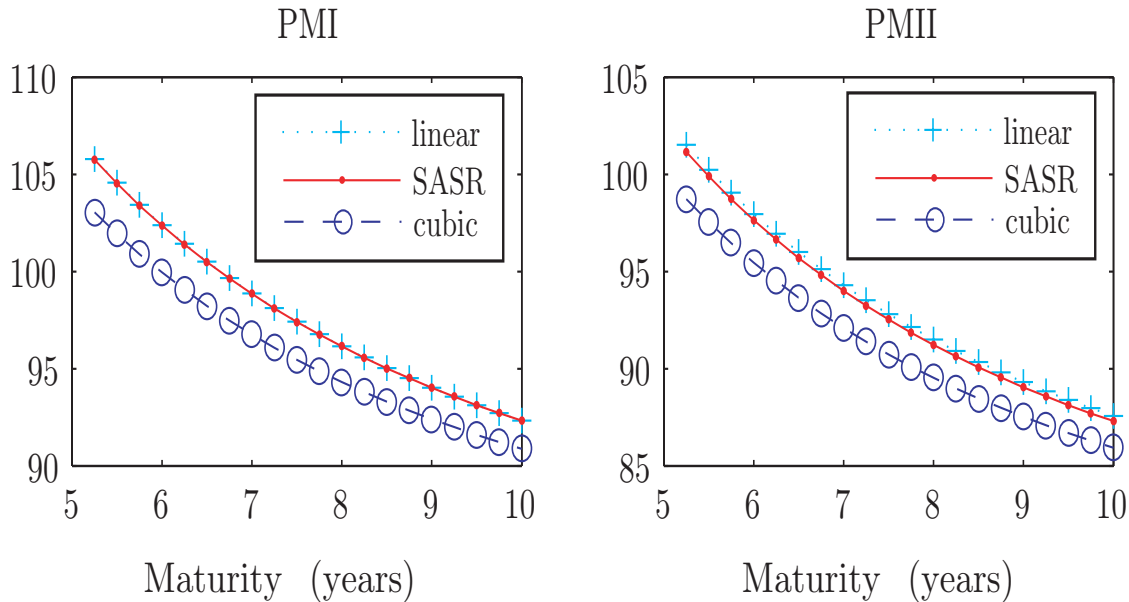 PMI
110
105
100
95
90
5 6 7 8 9 10
linear
SASR
cubic
Maturity (years)
PMII
105
100
95
90
85
5 6 7 8 9 10
linear
SASR
cubic
Maturity (years)